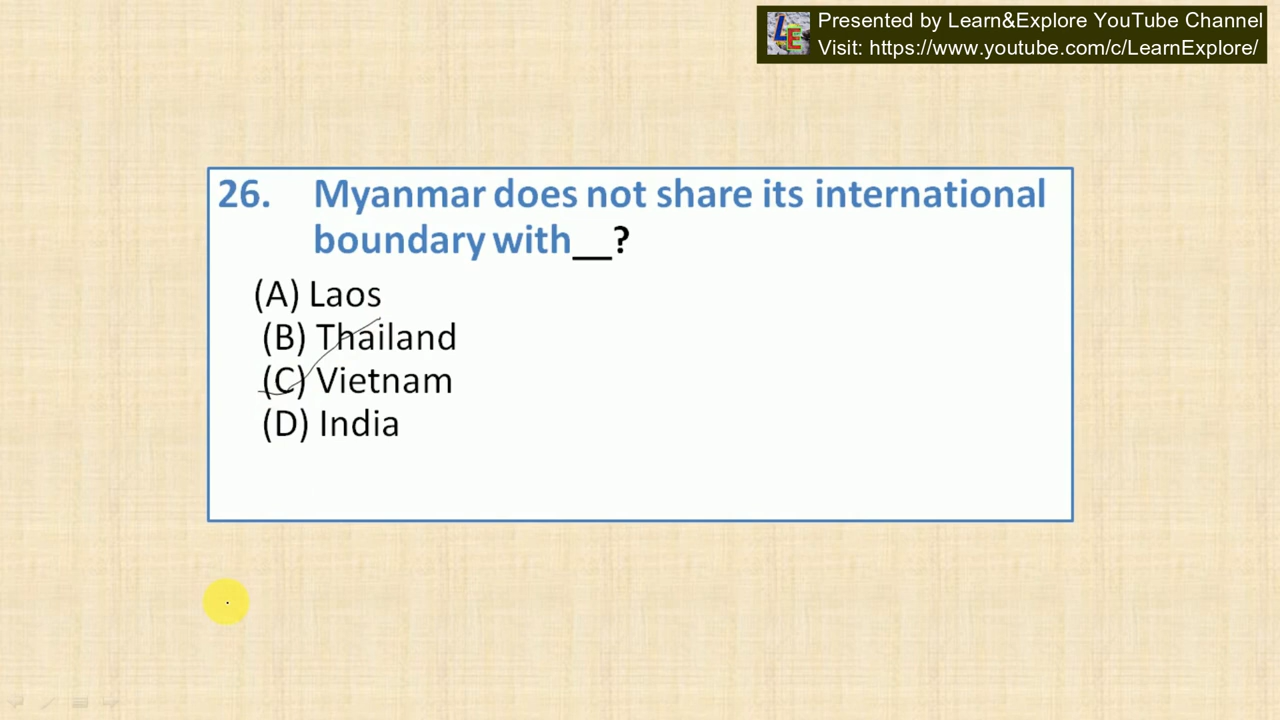 Presented by Learn&Explore YouTube Channel
Visit: https://www.youtube.com/c/LearnExplore/
26. Myanmar does not share its international
boundary with__?
(A) Laos
(B) Thailand
(C) Vietnam
(D) India